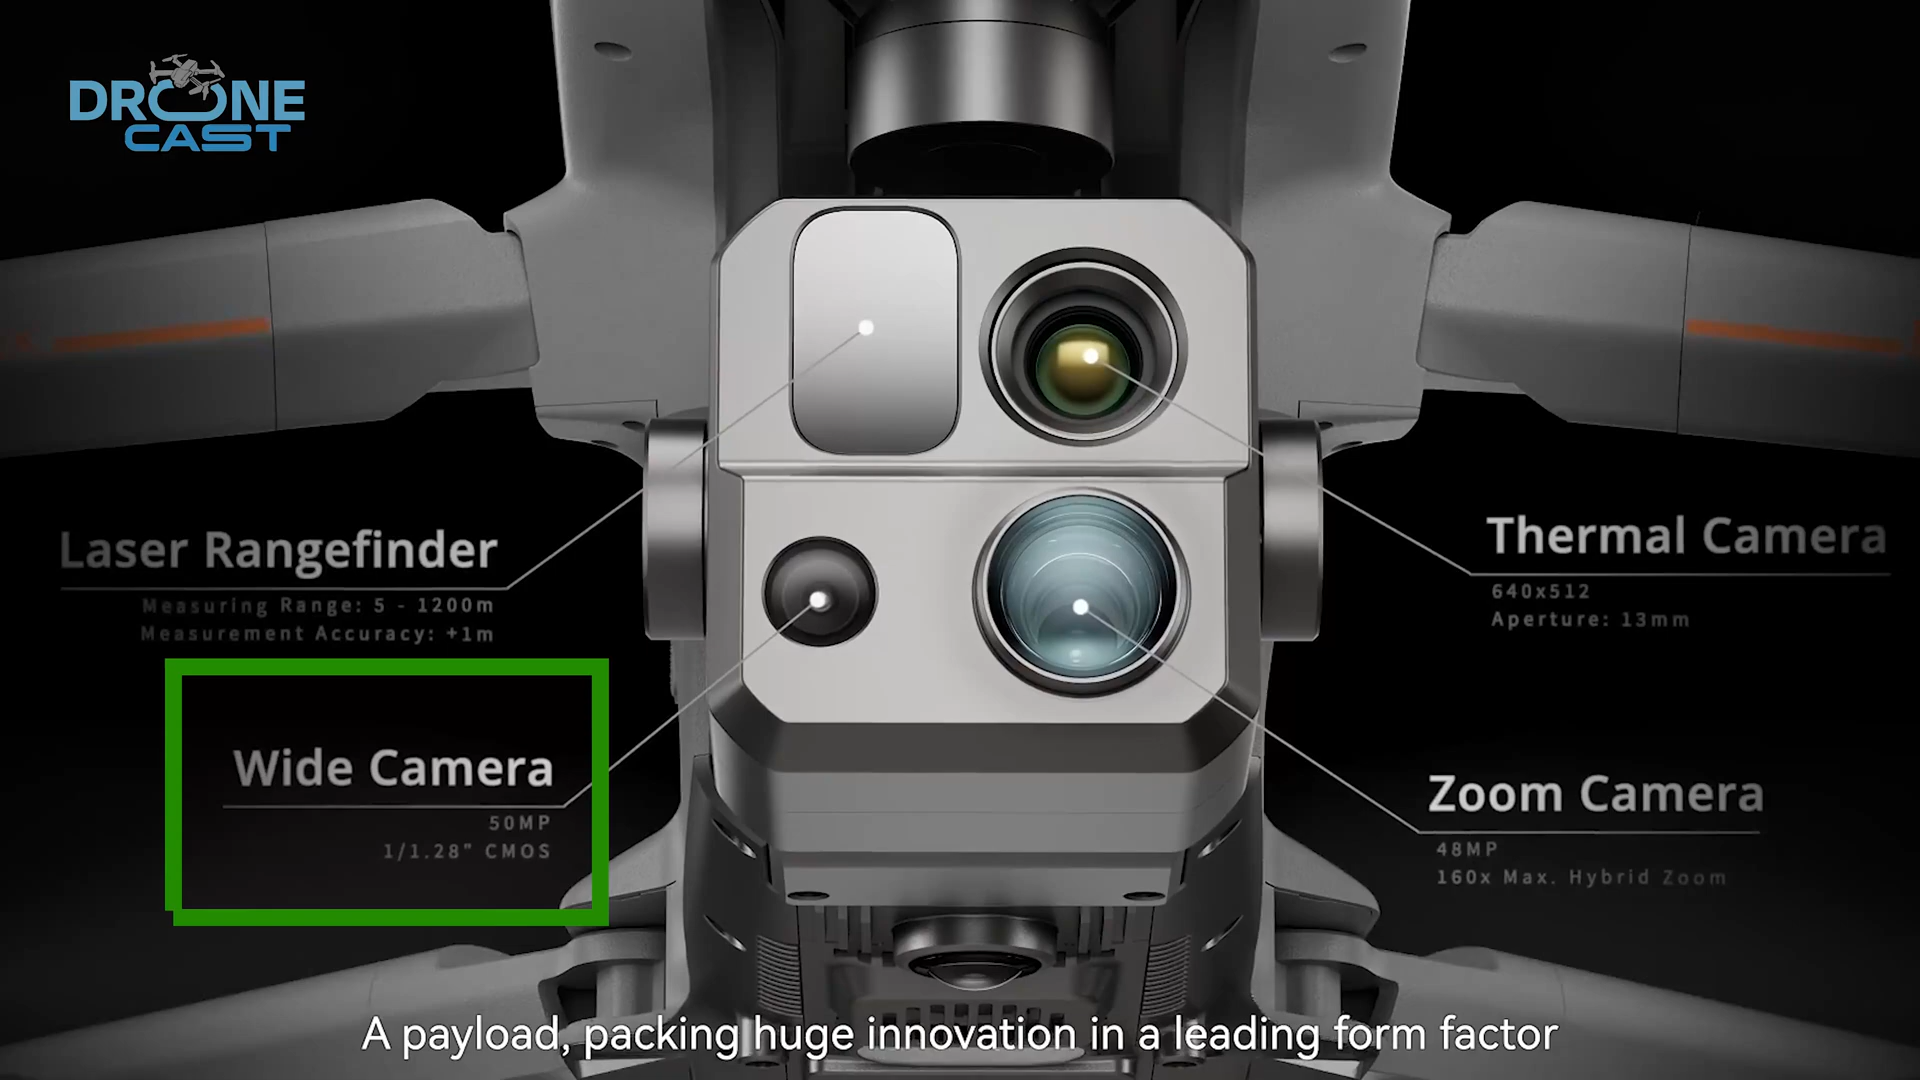 DRONE
CAST
Laser Rangefinder
Measuring Range: 5 - 1200m
Measurement Accuracy: +1m
Thermal Camera
640x512
Aperture: 13mm
Wide Camera
50MP
1/1.28" CMOS
Zoom Camera
48MP
160x Max. Hybrid Zoom
A payload, packing huge innovation in a leading form factor